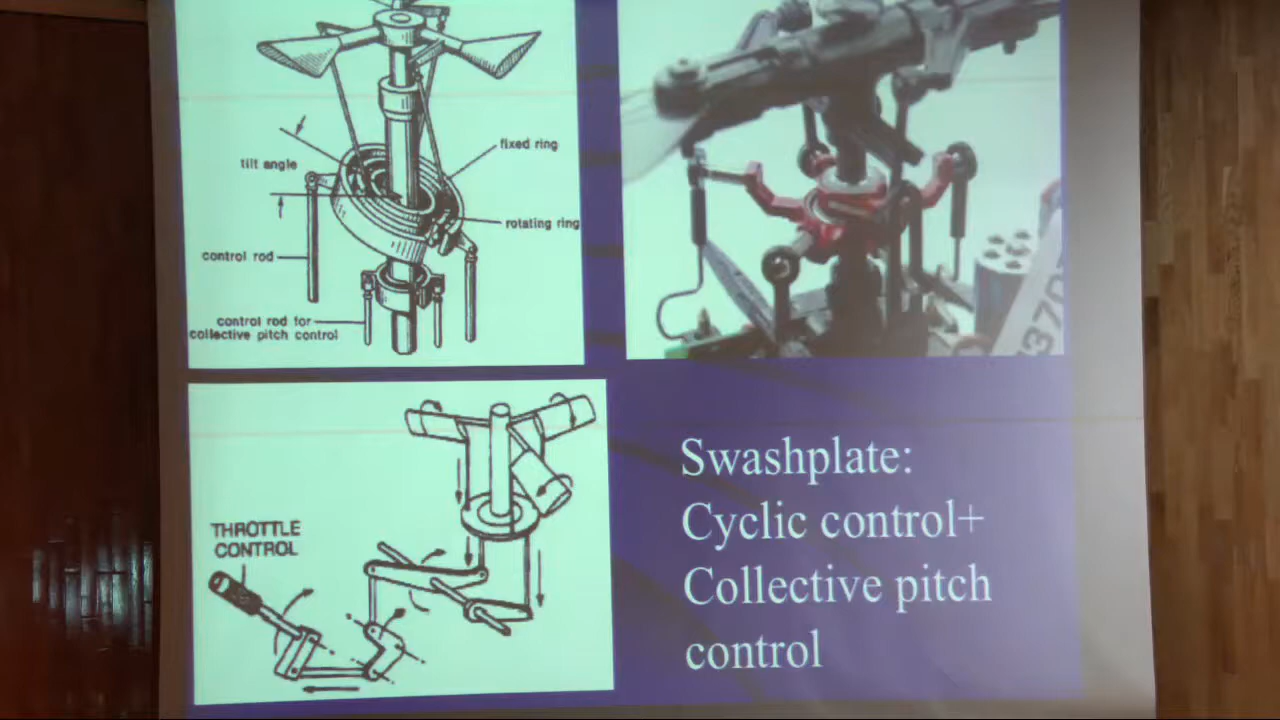 fixed ring
tilt angle
rotating ring
control rod
control rod for
collective pitch control
370
THROTTLE
CONTROL
Swashplate:
Cyclic control+
Collective pitch
control